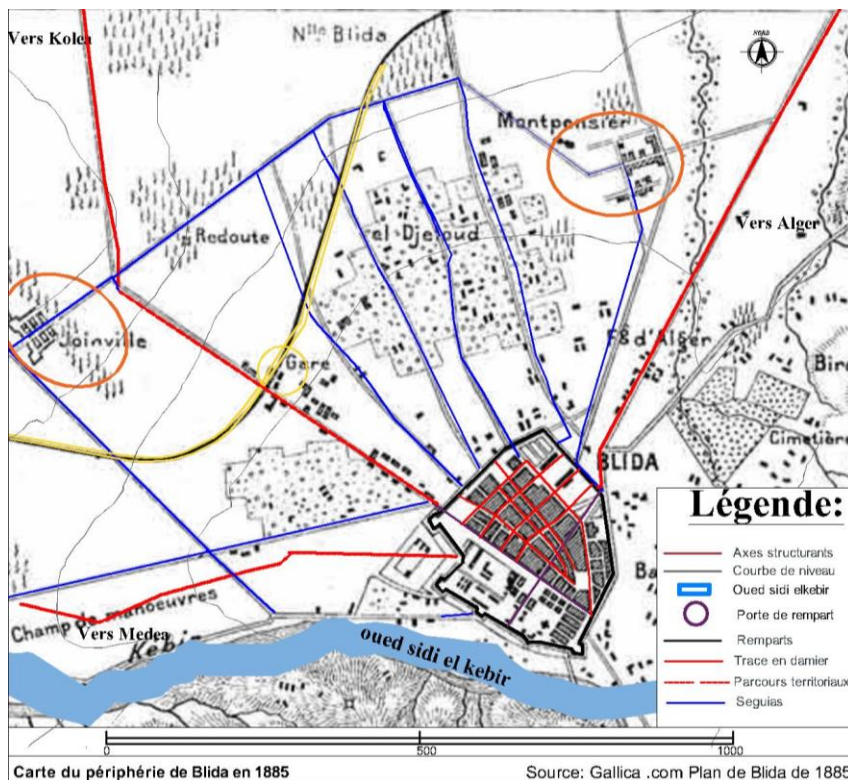 Vers Kolea
Nlle Blida
NORD
Montpensier
Redoute
el Djeroud
Vers Alger
Joinville
Gare
Fg d'Alger
Cimetière
BLIDA
Champ de manoeuvres
Vers Medea
Kebir
oued sidi el kebir
Légende:
Axes structurants
Courbe de niveau
Oued sidi elkebir
Porte de rempart
Remparts
Trace en damier
Parcours territoriaux
Seguias
0 500 1000
Carte du périphérie de Blida en 1885
Source: Gallica .com Plan de Blida de 1885